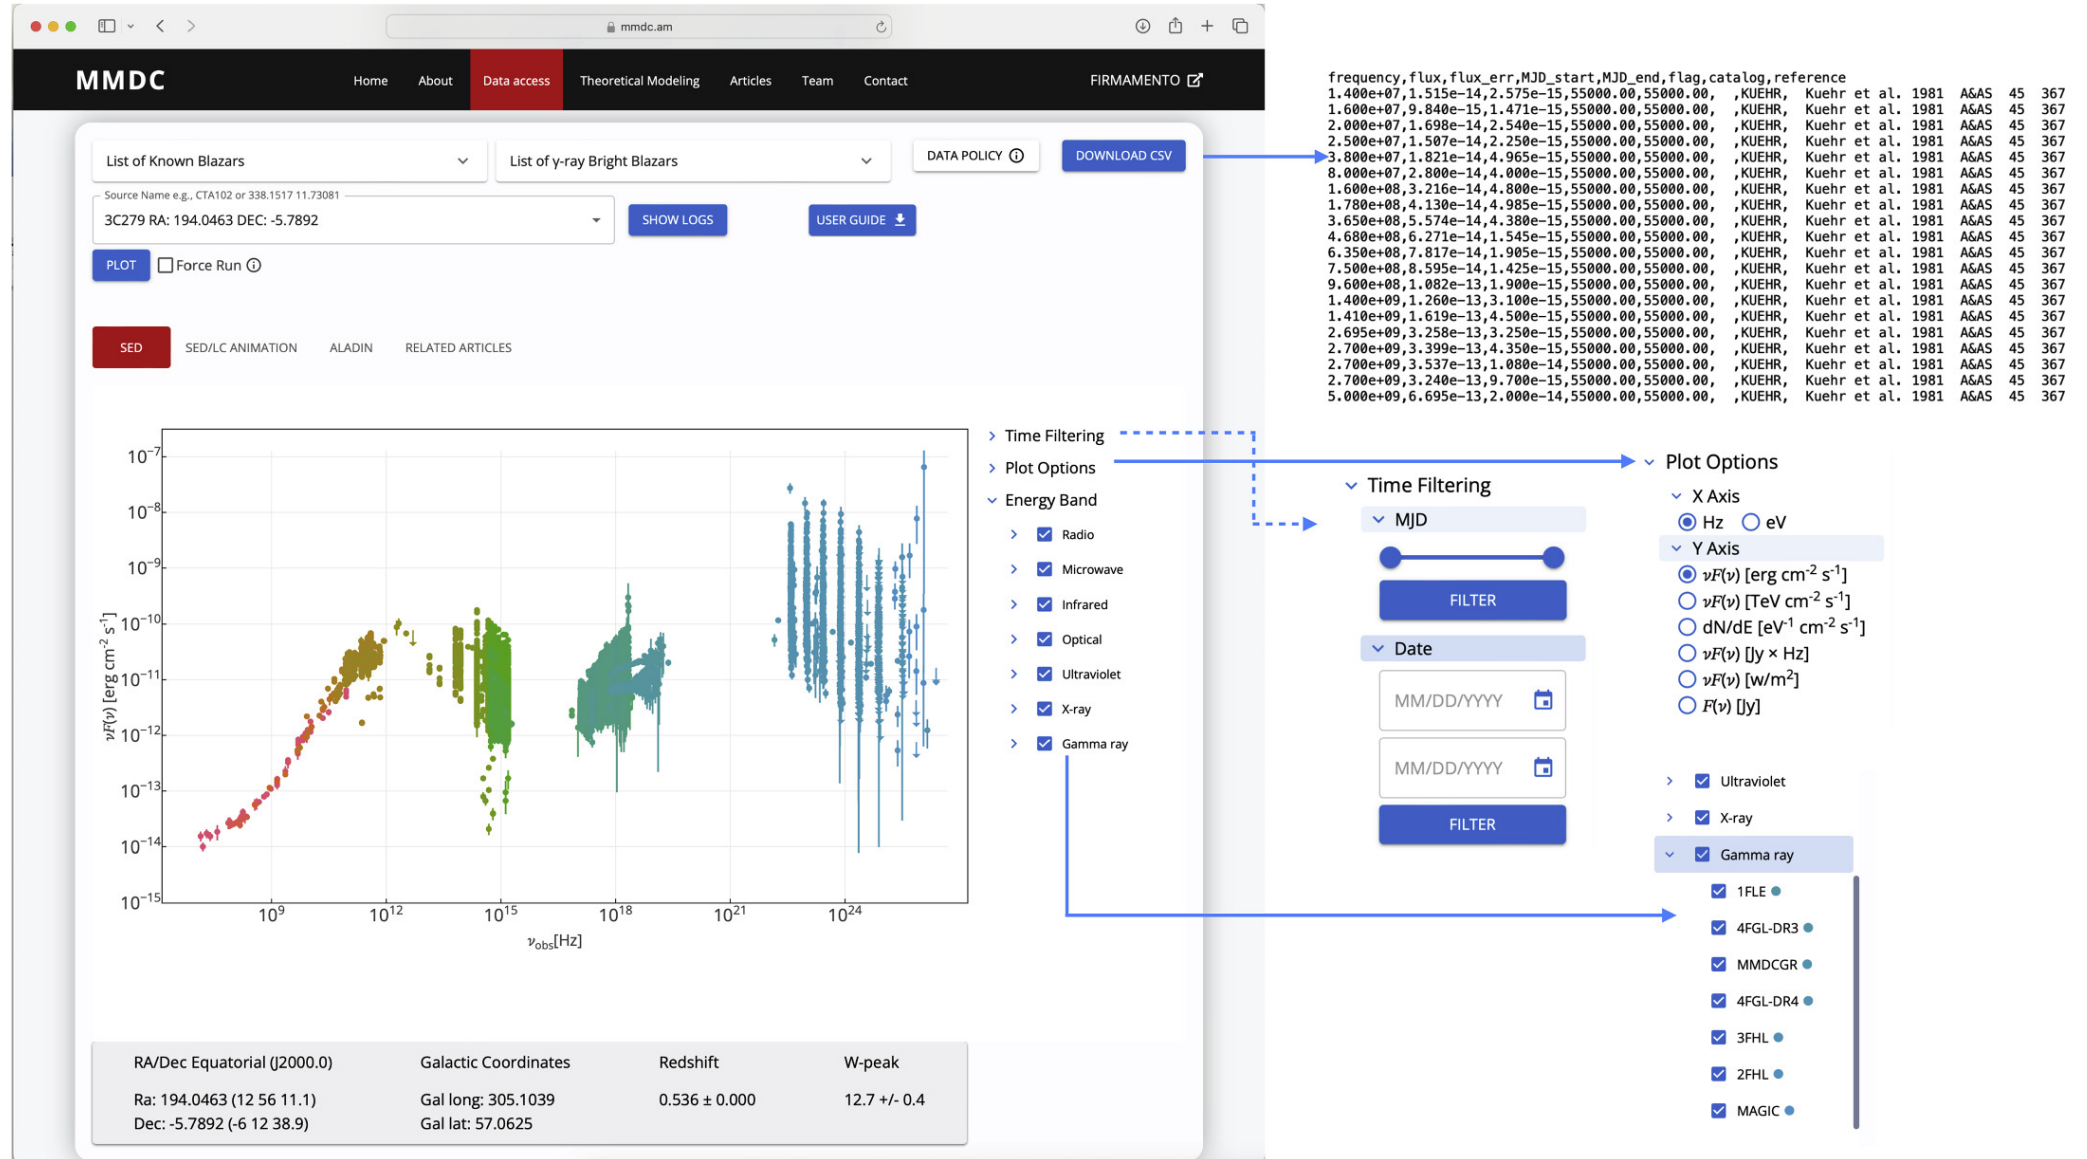 mmdc.am
MMDC
Home About Data access Theoretical Modeling Articles Team Contact FIRMAMENTO
List of Known Blazars
List of γ-ray Bright Blazars
DATA POLICY
DOWNLOAD CSV
Source Name e.g., CTA102 or 338.1517 11.73081
3C279 RA: 194.0463 DEC: -5.7892
SHOW LOGS
USER GUIDE
PLOT
Force Run
SED SED/LC ANIMATION ALADIN RELATED ARTICLES
νF(ν) [erg cm⁻² s⁻¹]
10⁻⁷
10⁻⁸
10⁻⁹
10⁻¹⁰
10⁻¹¹
10⁻¹²
10⁻¹³
10⁻¹⁴
10⁻¹⁵
10⁹ 10¹² 10¹⁵ 10¹⁸ 10²¹ 10²⁴
νobs[Hz]
Time Filtering
Plot Options
Energy Band
Radio
Microwave
Infrared
Optical
Ultraviolet
X-ray
Gamma ray
RA/Dec Equatorial (J2000.0) Galactic Coordinates Redshift W-peak
Ra: 194.0463 (12 56 11.1) Gal long: 305.1039 0.536 ± 0.000 12.7 +/- 0.4
Dec: -5.7892 (-6 12 38.9) Gal lat: 57.0625
frequency,flux,flux_err,MJD_start,MJD_end,flag,catalog,reference
1.400e+07,1.515e-14,2.575e-15,55000.00,55000.00, ,KUEHR, Kuehr et al. 1981 A&AS 45 367
1.600e+07,9.840e-15,1.471e-15,55000.00,55000.00, ,KUEHR, Kuehr et al. 1981 A&AS 45 367
2.000e+07,1.698e-14,2.540e-15,55000.00,55000.00, ,KUEHR, Kuehr et al. 1981 A&AS 45 367
2.500e+07,1.507e-14,2.250e-15,55000.00,55000.00, ,KUEHR, Kuehr et al. 1981 A&AS 45 367
3.800e+07,1.821e-14,4.965e-15,55000.00,55000.00, ,KUEHR, Kuehr et al. 1981 A&AS 45 367
8.000e+07,2.800e-14,4.000e-15,55000.00,55000.00, ,KUEHR, Kuehr et al. 1981 A&AS 45 367
1.600e+08,3.216e-14,4.800e-15,55000.00,55000.00, ,KUEHR, Kuehr et al. 1981 A&AS 45 367
1.780e+08,4.130e-14,4.985e-15,55000.00,55000.00, ,KUEHR, Kuehr et al. 1981 A&AS 45 367
3.650e+08,5.574e-14,4.380e-15,55000.00,55000.00, ,KUEHR, Kuehr et al. 1981 A&AS 45 367
4.680e+08,6.271e-14,1.545e-15,55000.00,55000.00, ,KUEHR, Kuehr et al. 1981 A&AS 45 367
6.350e+08,7.817e-14,1.905e-15,55000.00,55000.00, ,KUEHR, Kuehr et al. 1981 A&AS 45 367
7.500e+08,8.595e-14,1.425e-15,55000.00,55000.00, ,KUEHR, Kuehr et al. 1981 A&AS 45 367
9.600e+08,1.082e-13,1.900e-15,55000.00,55000.00, ,KUEHR, Kuehr et al. 1981 A&AS 45 367
1.400e+09,1.260e-13,3.100e-15,55000.00,55000.00, ,KUEHR, Kuehr et al. 1981 A&AS 45 367
1.410e+09,1.619e-13,4.500e-15,55000.00,55000.00, ,KUEHR, Kuehr et al. 1981 A&AS 45 367
2.695e+09,3.258e-13,3.250e-15,55000.00,55000.00, ,KUEHR, Kuehr et al. 1981 A&AS 45 367
2.700e+09,3.399e-13,4.350e-15,55000.00,55000.00, ,KUEHR, Kuehr et al. 1981 A&AS 45 367
2.700e+09,3.537e-13,1.080e-14,55000.00,55000.00, ,KUEHR, Kuehr et al. 1981 A&AS 45 367
2.700e+09,3.240e-13,9.700e-15,55000.00,55000.00, ,KUEHR, Kuehr et al. 1981 A&AS 45 367
5.000e+09,6.695e-13,2.000e-14,55000.00,55000.00, ,KUEHR, Kuehr et al. 1981 A&AS 45 367
Time Filtering
MJD
FILTER
Date
MM/DD/YYYY
MM/DD/YYYY
FILTER
Plot Options
X Axis
Hz eV
Y Axis
νF(ν) [erg cm⁻² s⁻¹]
νF(ν) [TeV cm⁻² s⁻¹]
dN/dE [eV⁻¹ cm⁻² s⁻¹]
νF(ν) [Jy × Hz]
νF(ν) [w/m²]
F(ν) [Jy]
Ultraviolet
X-ray
Gamma ray
1FLE
4FGL-DR3
MMDCGR
4FGL-DR4
3FHL
2FHL
MAGIC